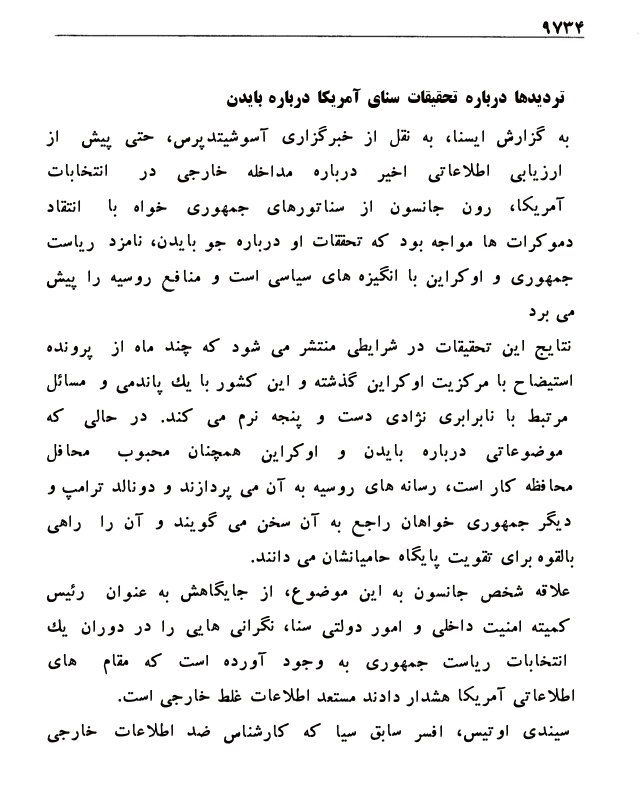 ۹۷۳۴
تردیدها درباره تحقیقات سنای آمریکا درباره بایدن
به گزارش ایسنا، به نقل از خبرگزاری آسوشیتدپرس، حتی پیش از
ارزیابی اطلاعاتی اخیر درباره مداخله خارجی در انتخابات
آمریکا، رون جانسون از سناتورهای جمهوری خواه با انتقاد
دموکرات ها مواجه بود که تحققات او درباره جو بایدن، نامزد ریاست
جمهوری و اوکراین با انگیزه های سیاسی است و منافع روسیه را پیش
می برد
نتایج این تحقیقات در شرایطی منتشر می شود که چند ماه از پرونده
استیضاح با مرکزیت اوکراین گذشته و این کشور با یك پاندمی و مسائل
مرتبط با نابرابری نژادی دست و پنجه نرم می کند. در حالی که
موضوعاتی درباره بایدن و اوکراین همچنان محبوب محافل
محافظه کار است، رسانه های روسیه به آن می پردازند و دونالد ترامپ و
دیگر جمهوری خواهان راجع به آن سخن می گویند و آن را راهی
بالقوه برای تقویت پایگاه حامیانشان می دانند.
علاقه شخص جانسون به این موضوع، از جایگاهش به عنوان رئیس
کمیته امنیت داخلی و امور دولتی سنا، نگرانی هایی را در دوران یك
انتخابات ریاست جمهوری به وجود آورده است که مقام های
اطلاعاتی آمریکا هشدار دادند مستعد اطلاعات غلط خارجی است.
سیندی اوتیس، افسر سابق سیا که کارشناس ضد اطلاعات خارجی